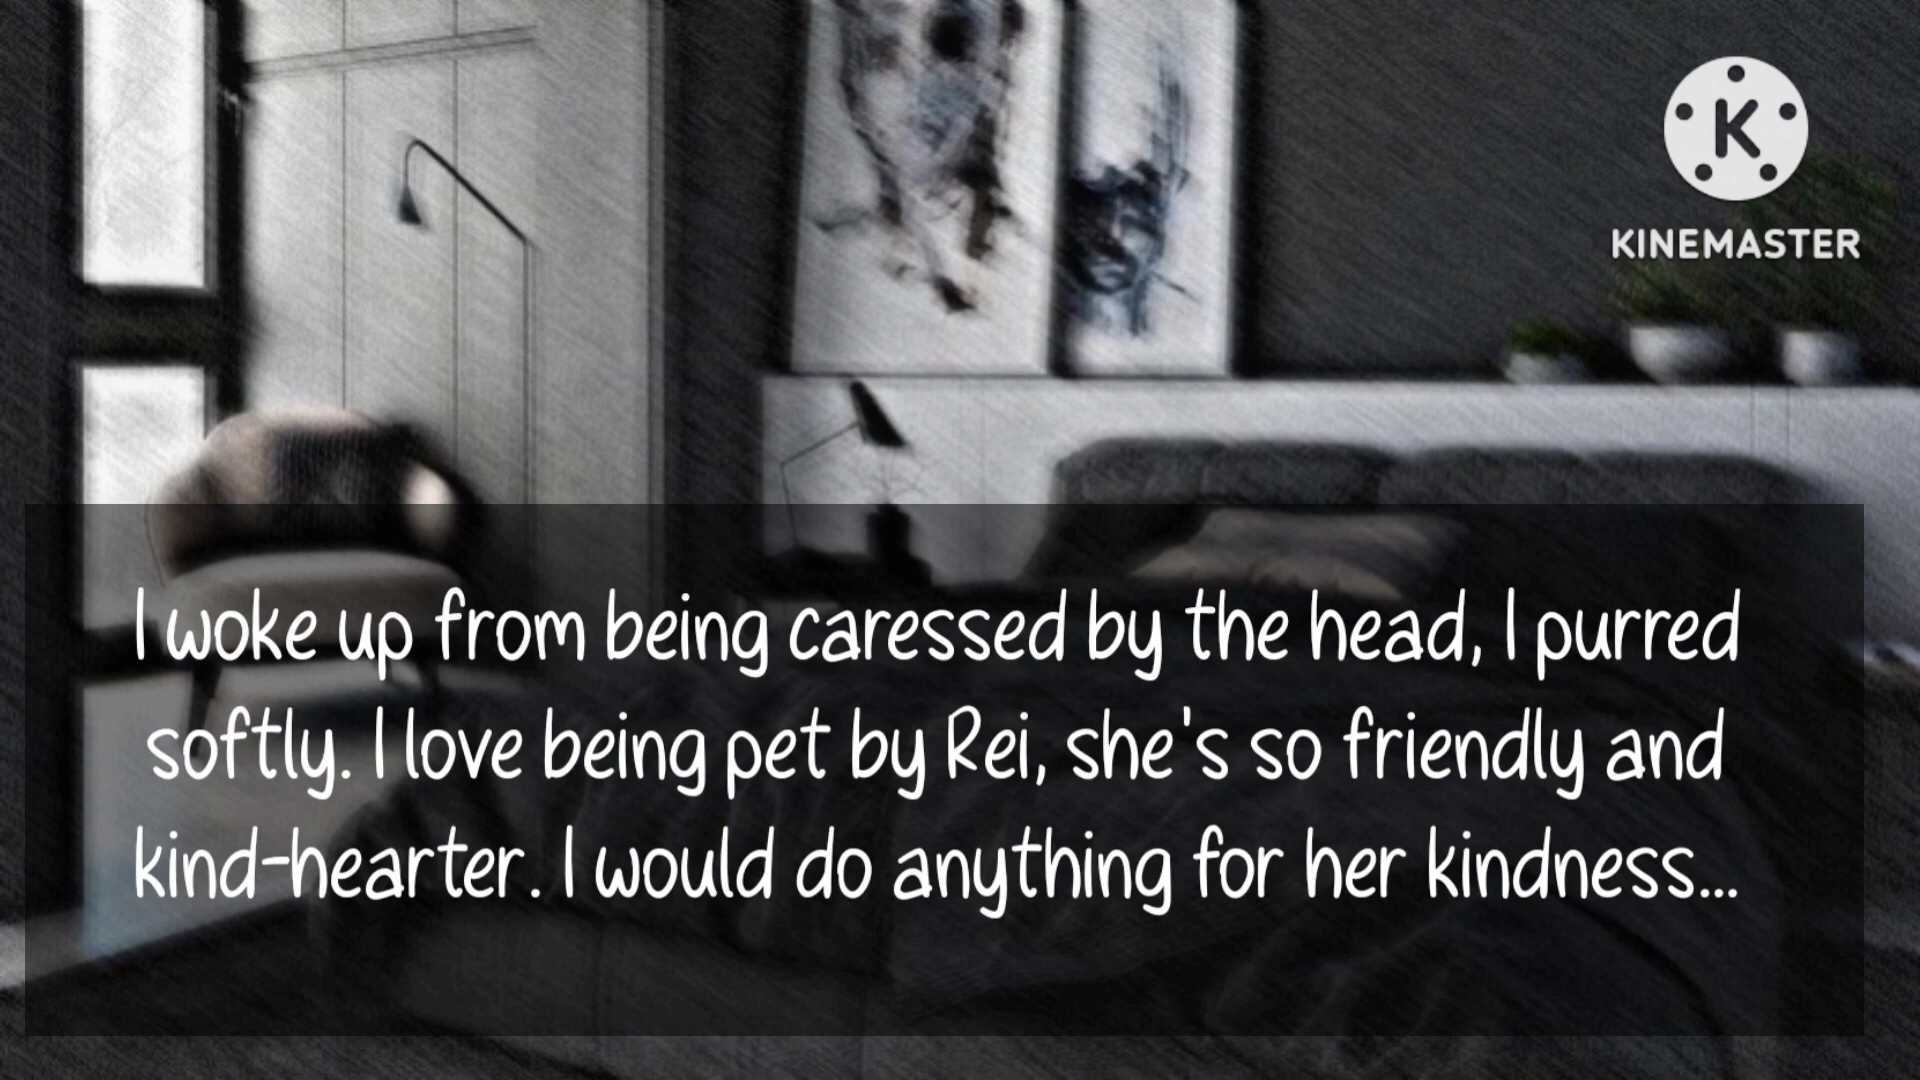 K
KINEMASTER
I woke up from being caressed by the head, I purred
softly. I love being pet by Rei, she's so friendly and
kind-hearter. I would do anything for her kindness...